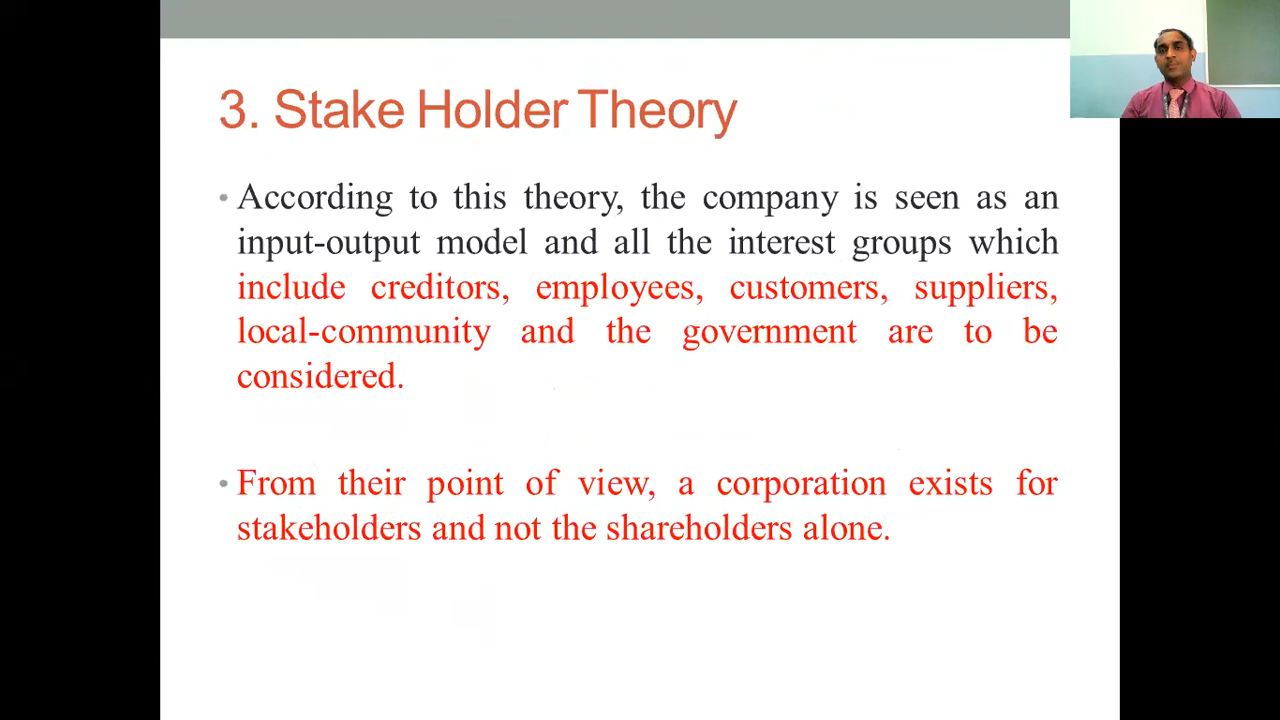 3. Stake Holder Theory
• According to this theory, the company is seen as an
input-output model and all the interest groups which
include creditors, employees, customers, suppliers,
local-community and the government are to be
considered.
• From their point of view, a corporation exists for
stakeholders and not the shareholders alone.